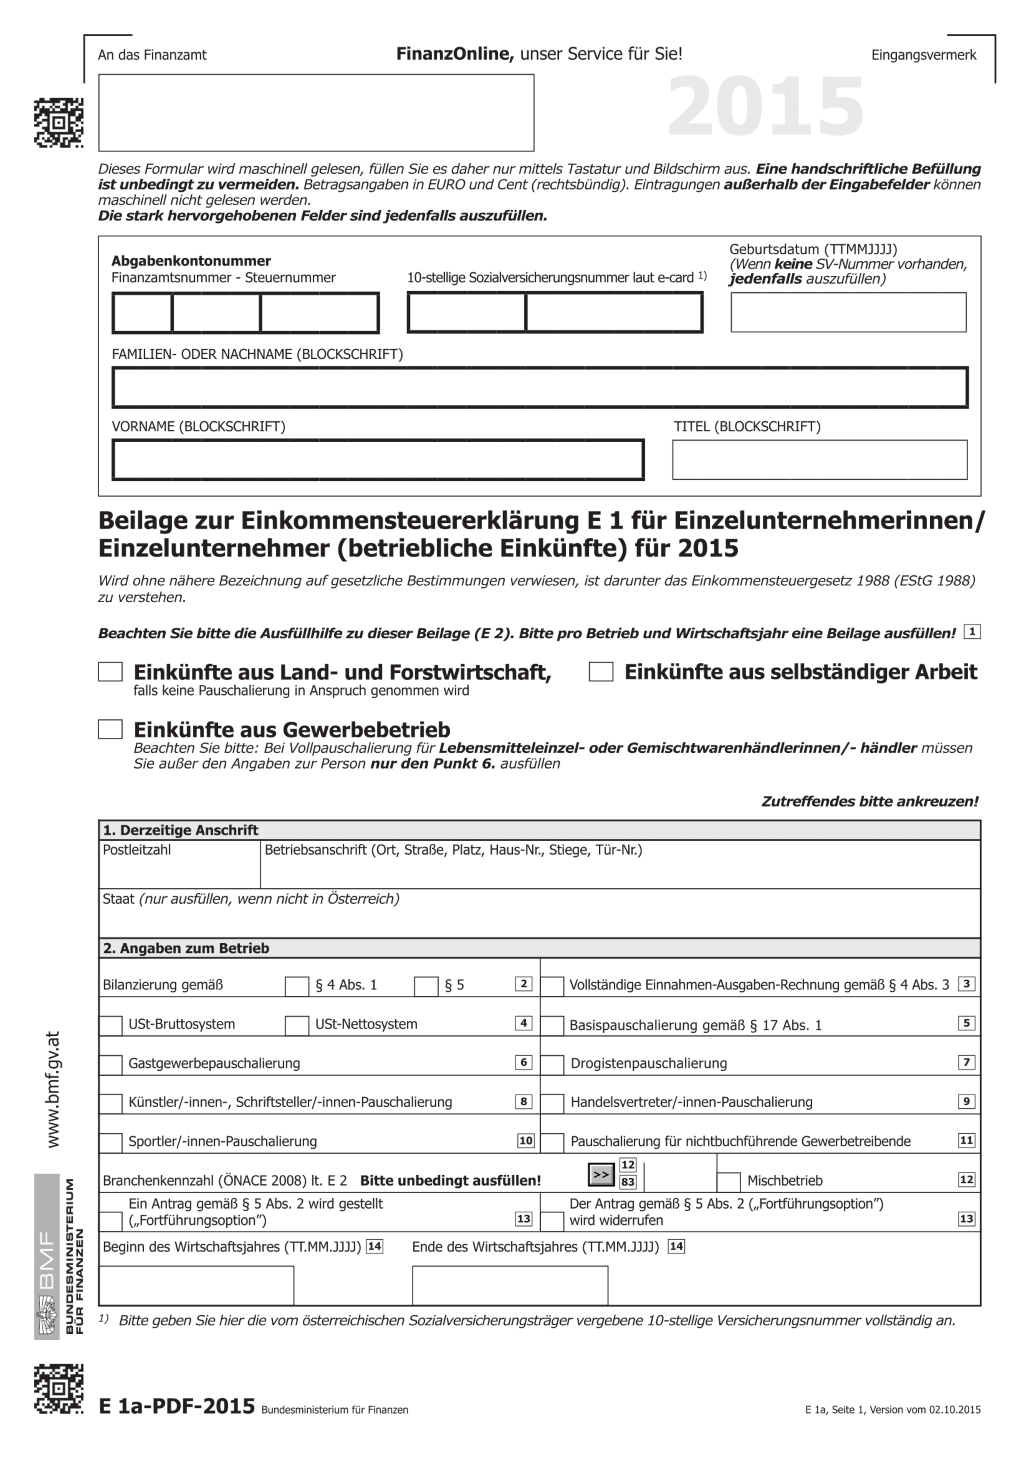 An das Finanzamt
FinanzOnline, unser Service für Sie!
Eingangsvermerk
2015
Dieses Formular wird maschinell gelesen, füllen Sie es daher nur mittels Tastatur und Bildschirm aus. Eine handschriftliche Befüllung
ist unbedingt zu vermeiden. Betragsangaben in EURO und Cent (rechtsbündig). Eintragungen außerhalb der Eingabefelder können
maschinell nicht gelesen werden.
Die stark hervorgehobenen Felder sind jedenfalls auszufüllen.
Abgabenkontonummer
Finanzamtsnummer - Steuernummer
10-stellige Sozialversicherungsnummer laut e-card 1)
Geburtsdatum (TTMMJJJJ)
(Wenn keine SV-Nummer vorhanden,
jedenfalls auszufüllen)
FAMILIEN- ODER NACHNAME (BLOCKSCHRIFT)
VORNAME (BLOCKSCHRIFT)
TITEL (BLOCKSCHRIFT)
Beilage zur Einkommensteuererklärung E 1 für Einzelunternehmerinnen/
Einzelunternehmer (betriebliche Einkünfte) für 2015
Wird ohne nähere Bezeichnung auf gesetzliche Bestimmungen verwiesen, ist darunter das Einkommensteuergesetz 1988 (EStG 1988)
zu verstehen.
Beachten Sie bitte die Ausfüllhilfe zu dieser Beilage (E 2). Bitte pro Betrieb und Wirtschaftsjahr eine Beilage ausfüllen! 1
Einkünfte aus Land- und Forstwirtschaft,
falls keine Pauschalierung in Anspruch genommen wird
Einkünfte aus selbständiger Arbeit
Einkünfte aus Gewerbebetrieb
Beachten Sie bitte: Bei Vollpauschalierung für Lebensmitteleinzel- oder Gemischtwarenhändlerinnen/- händler müssen
Sie außer den Angaben zur Person nur den Punkt 6. ausfüllen
Zutreffendes bitte ankreuzen!
1. Derzeitige Anschrift
Postleitzahl
Betriebsanschrift (Ort, Straße, Platz, Haus-Nr., Stiege, Tür-Nr.)
Staat (nur ausfüllen, wenn nicht in Österreich)
2. Angaben zum Betrieb
Bilanzierung gemäß § 4 Abs. 1 § 5 2
Vollständige Einnahmen-Ausgaben-Rechnung gemäß § 4 Abs. 3 3
USt-Bruttosystem USt-Nettosystem 4
Basispauschalierung gemäß § 17 Abs. 1 5
Gastgewerbepauschalierung 6
Drogistenpauschalierung 7
Künstler/-innen-, Schriftsteller/-innen-Pauschalierung 8
Handelsvertreter/-innen-Pauschalierung 9
Sportler/-innen-Pauschalierung 10
Pauschalierung für nichtbuchführende Gewerbetreibende 11
Branchenkennzahl (ÖNACE 2008) lt. E 2 Bitte unbedingt ausfüllen! >> 12
83
Mischbetrieb 12
Ein Antrag gemäß § 5 Abs. 2 wird gestellt
(„Fortführungsoption”) 13
Der Antrag gemäß § 5 Abs. 2 („Fortführungsoption”)
wird widerrufen 13
Beginn des Wirtschaftsjahres (TT.MM.JJJJ) 14
Ende des Wirtschaftsjahres (TT.MM.JJJJ) 14
1) Bitte geben Sie hier die vom österreichischen Sozialversicherungsträger vergebene 10-stellige Versicherungsnummer vollständig an.
www.bmf.gv.at
BMF
BUNDESMINISTERIUM
FÜR FINANZEN
E 1a-PDF-2015 Bundesministerium für Finanzen
E 1a, Seite 1, Version vom 02.10.2015